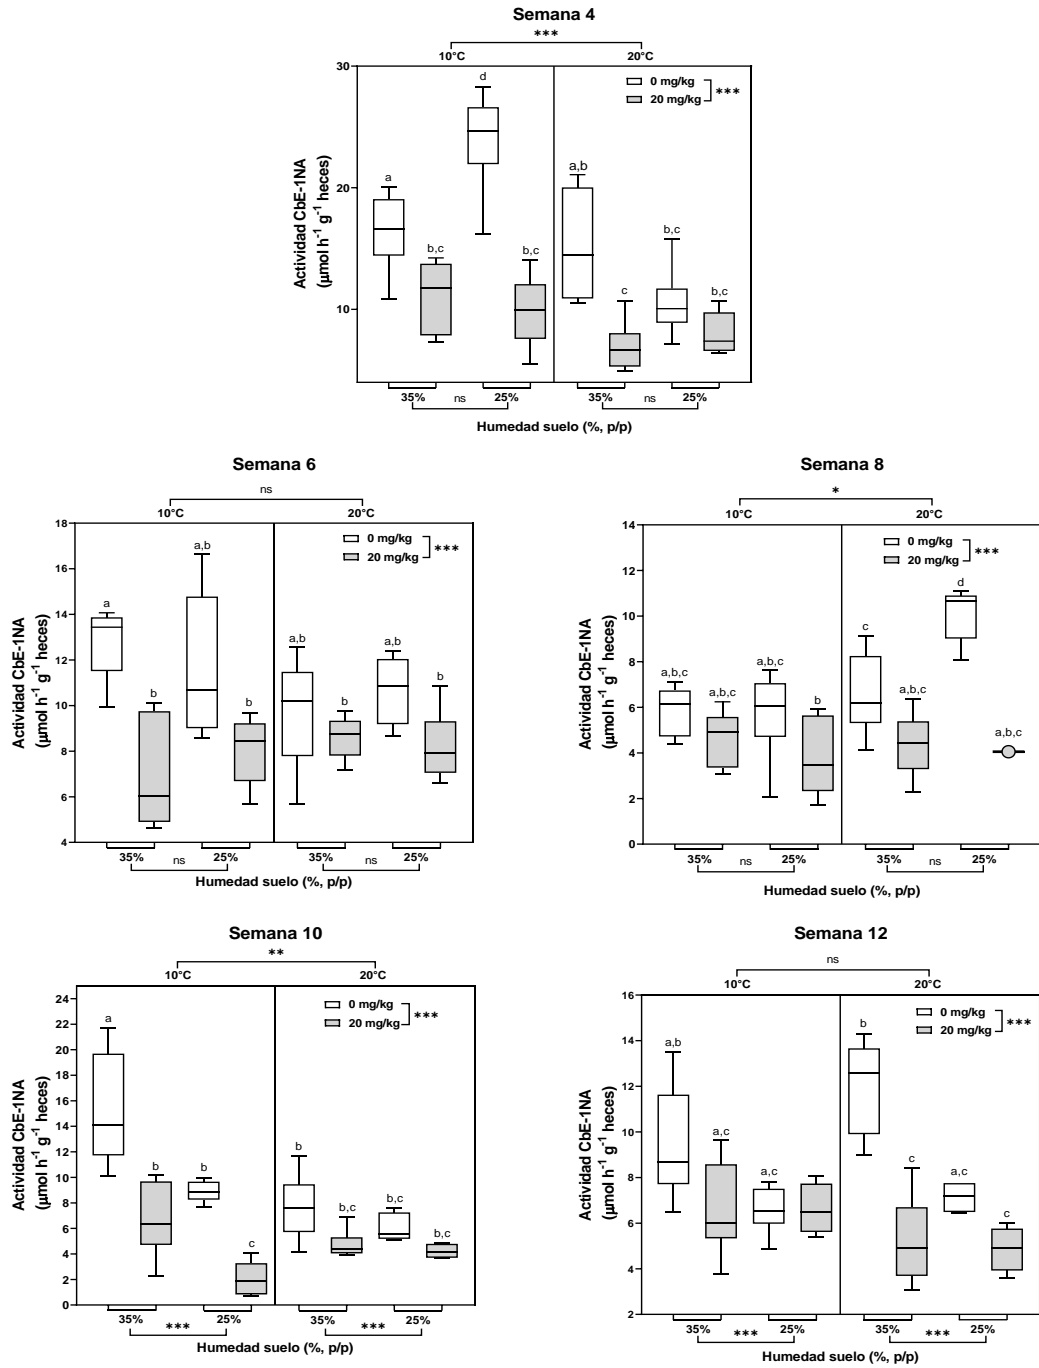 Semana 4
***
10°C 20°C
0 mg/kg
20 mg/kg
***
Actividad CbE-1NA
(µmol h-1 g-1 heces)
30
20
10
a b,c d b,c a,b c b,c b,c
35% ns 25% 35% ns 25%
Humedad suelo (%, p/p)
Semana 6
ns
10°C 20°C
0 mg/kg
20 mg/kg
***
Actividad CbE-1NA
(µmol h-1 g-1 heces)
18
16
14
12
10
8
6
4
a b a,b b a,b b a,b b
35% ns 25% 35% ns 25%
Humedad suelo (%, p/p)
Semana 8
*
10°C 20°C
0 mg/kg
20 mg/kg
***
Actividad CbE-1NA
(µmol h-1 g-1 heces)
14
12
10
8
6
4
2
0
a,b,c a,b,c a,b,c b c a,b,c d a,b,c
35% ns 25% 35% ns 25%
Humedad suelo (%, p/p)
Semana 10
**
10°C 20°C
0 mg/kg
20 mg/kg
***
Actividad CbE-1NA
(µmol h-1 g-1 heces)
24
22
20
18
16
14
12
10
8
6
4
2
0
a b b c b b,c b,c b,c
35% *** 25% 35% *** 25%
Humedad suelo (%, p/p)
Semana 12
ns
10°C 20°C
0 mg/kg
20 mg/kg
***
Actividad CbE-1NA
(µmol h-1 g-1 heces)
16
14
12
10
8
6
4
2
a,b a,c a,c a,c b c a,c c
35% *** 25% 35% *** 25%
Humedad suelo (%, p/p)